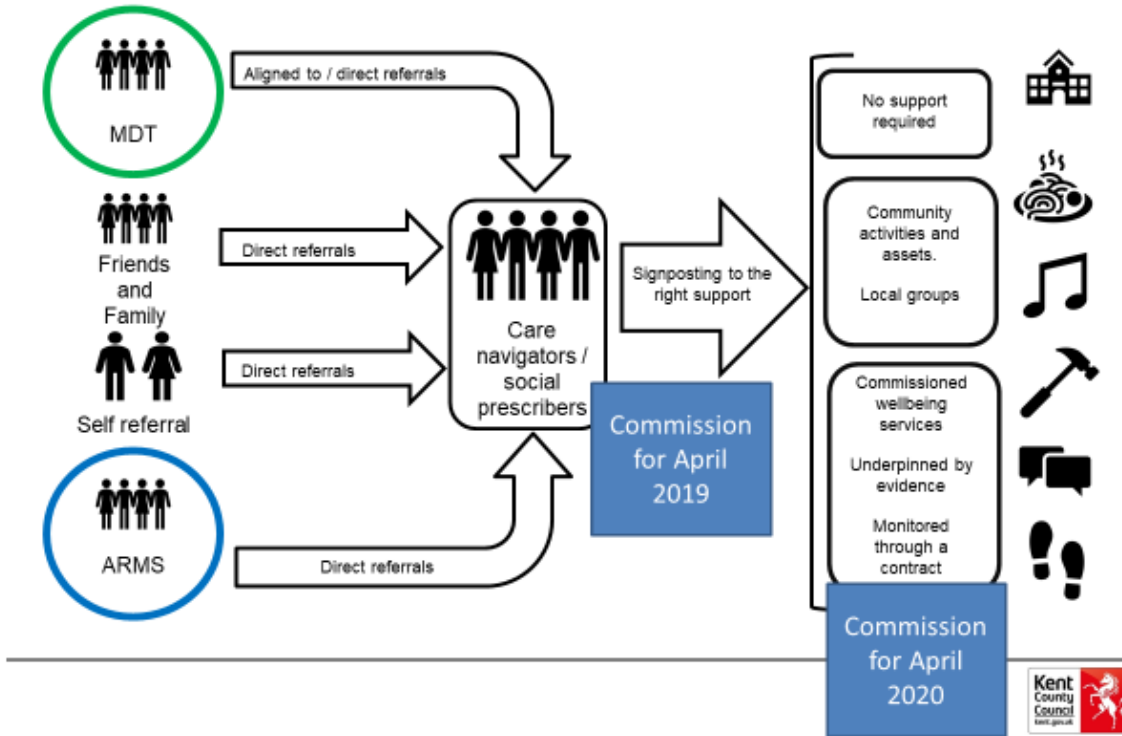 MDT
Aligned to / direct referrals
Friends
and
Family
Direct referrals
Self referral
Direct referrals
ARMS
Direct referrals
Care
navigators /
social
prescribers
Commission
for April
2019
Signposting to the
right support
No support
required
Community
activities and
assets.
Local groups
Commissioned
wellbeing
services
Underpinned by
evidence
Monitored
through a
contract
Commission
for April
2020
Kent
County
Council
kent.gov.uk